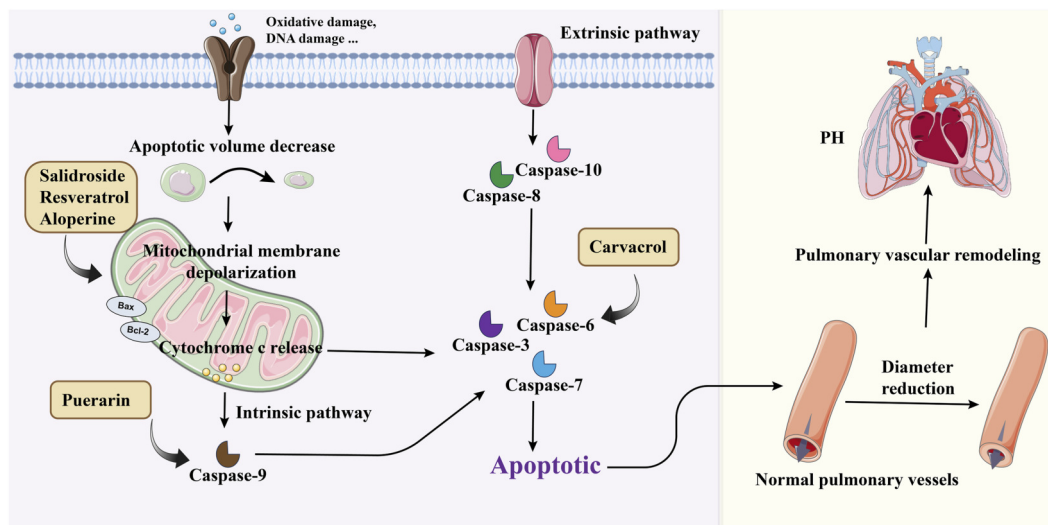 Oxidative damage,
DNA damage ...
Extrinsic pathway
Apoptotic volume decrease
Salidroside
Resveratrol
Aloperine
Caspase-10
Caspase-8
Mitochondrial membrane
depolarization
Carvacrol
Bax
Bcl-2
Cytochrome c release
Caspase-6
Caspase-3
Caspase-7
Puerarin
Intrinsic pathway
Caspase-9
Apoptotic
PH
Pulmonary vascular remodeling
Diameter
reduction
Normal pulmonary vessels